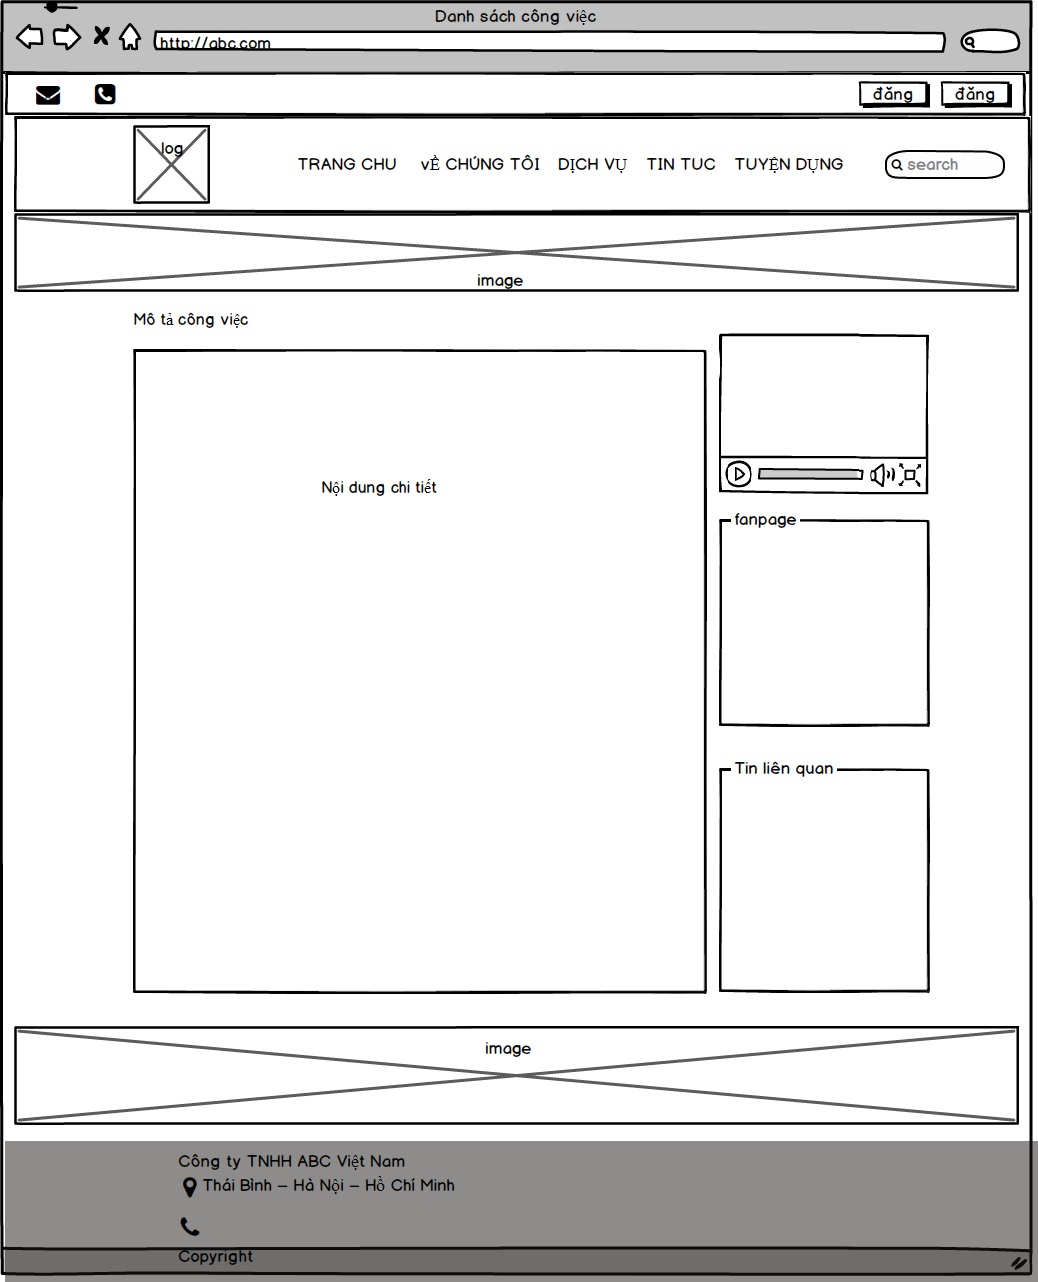 Danh sách công việc
http://abc.com
đăng đăng
log
TRANG CHU vỀ CHÚNG TÔI DỊCH VỤ TIN TUC TUYỆN DỤNG search
image
Mô tả công việc
Nội dung chi tiết
fanpage
Tin liên quan
image
Công ty TNHH ABC Việt Nam
Thái Bình – Hà Nội – Hồ Chí Minh
Copyright